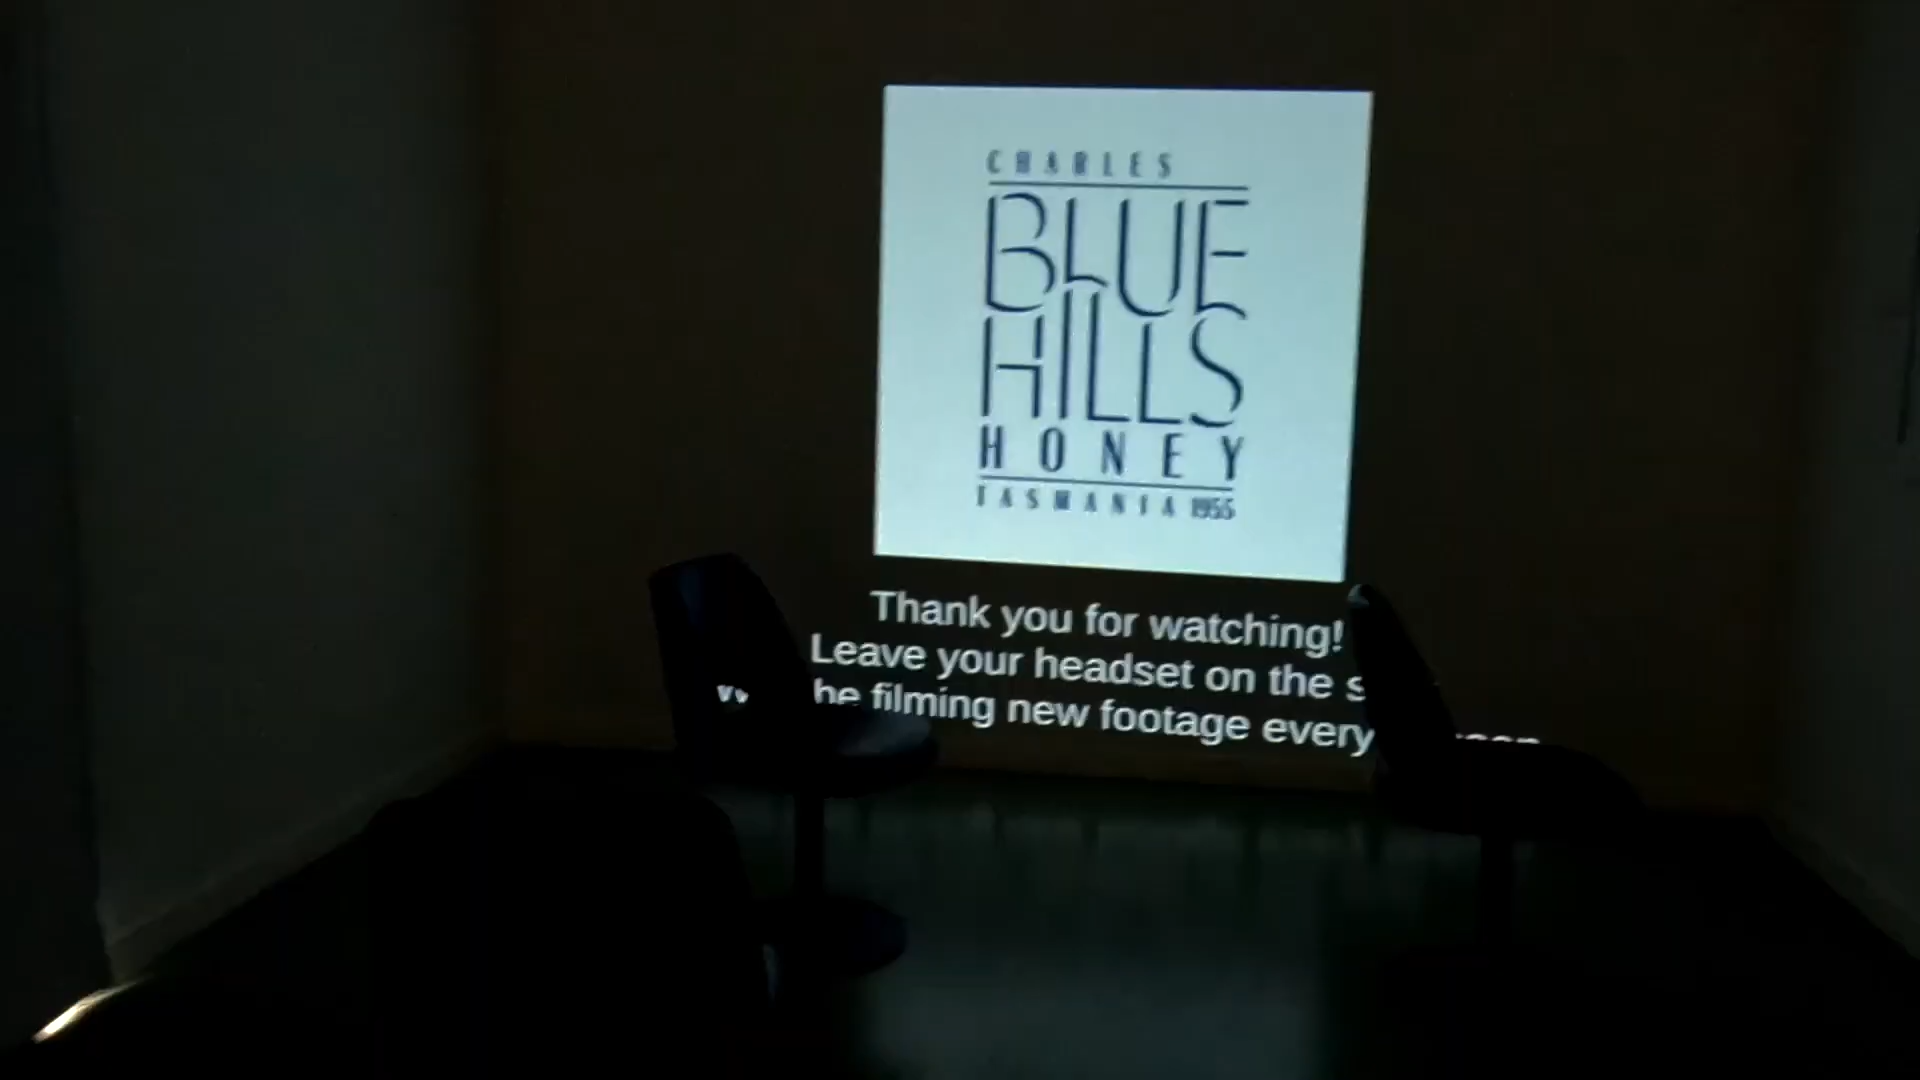 CHARLES
BLUE
HILLS
HONEY
TASMANIA 1955
Thank you for watching!
Leave your headset on the
filming new footage every